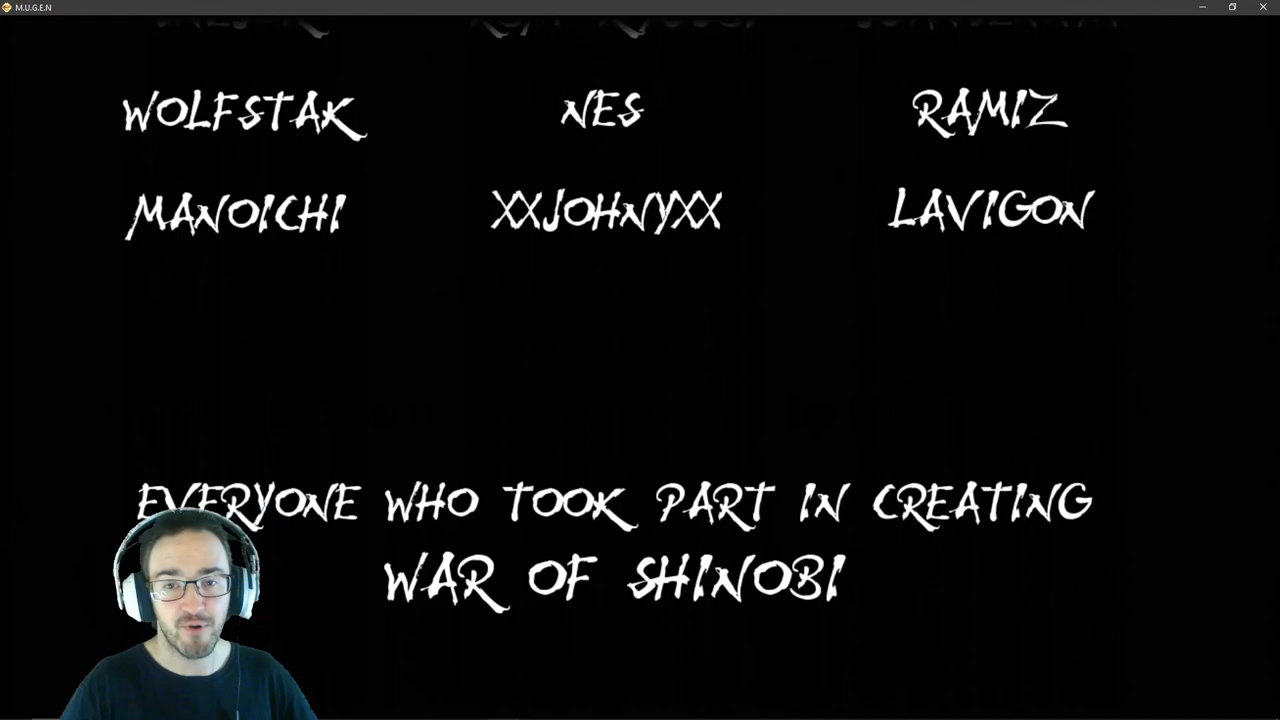 M.U.G.E.N
WOLFSTAK NES RAMIZ
MANOICHI XXJOHNYXX LAVIGON
EVERYONE WHO TOOK PART IN CREATING
WAR OF SHINOBI